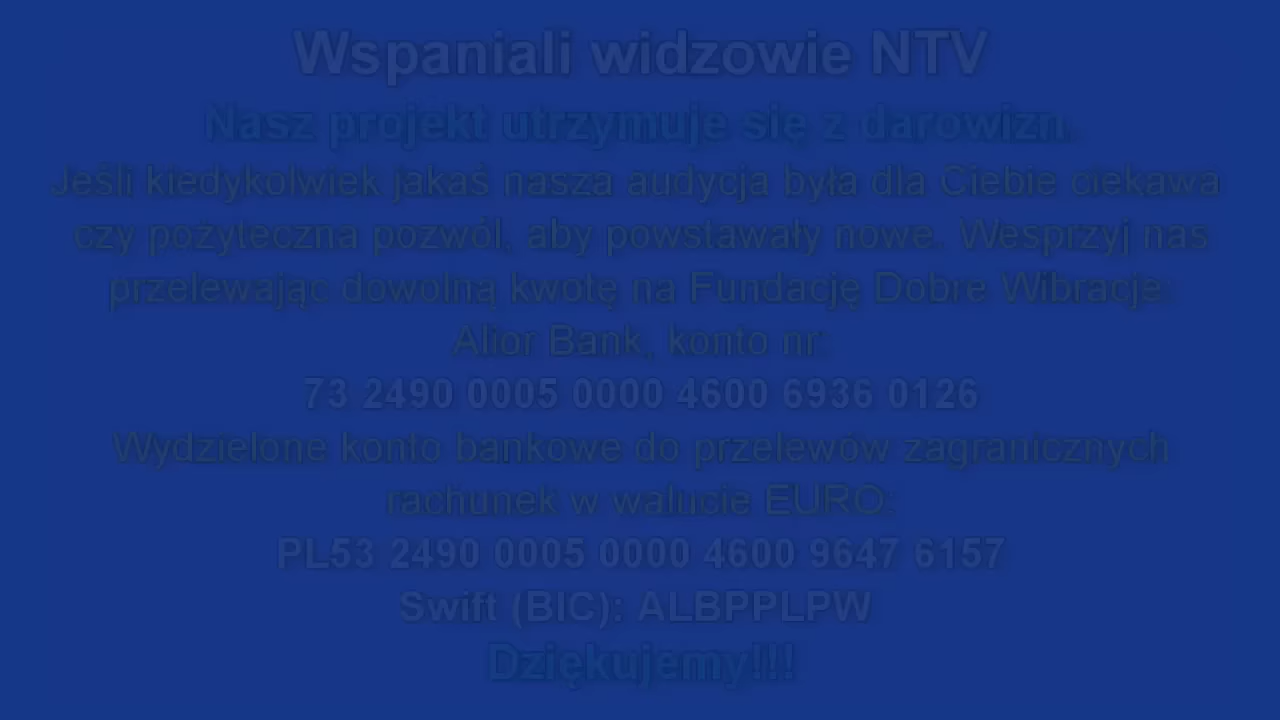 Wspaniali widzowie NTV
Nasz projekt utrzymuje się z darowizn.
Jeśli kiedykolwiek jakaś nasza audycja była dla Ciebie ciekawa
czy pożyteczna pozwól, aby powstawały nowe. Wesprzyj nas
przelewając dowolną kwotę na Fundację Dobre Wibracje:
Alior Bank, konto nr:
73 2490 0005 0000 4600 6936 0126
Wydzielone konto bankowe do przelewów zagranicznych
rachunek w walucie EURO:
PL53 2490 0005 0000 4600 9647 6157
Swift (BIC): ALBPPLPW
Dziękujemy!!!